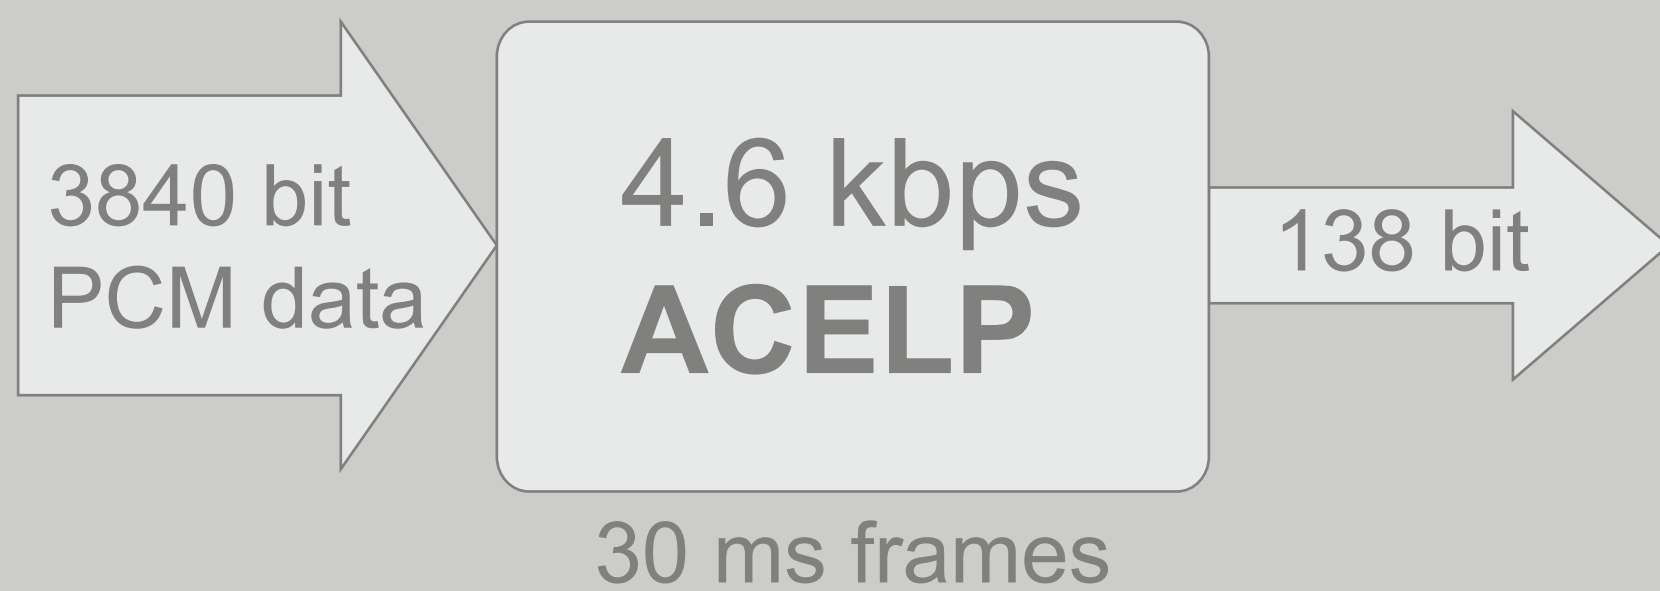 3840 bit
PCM data
4.6 kbps
ACELP
138 bit
30 ms frames